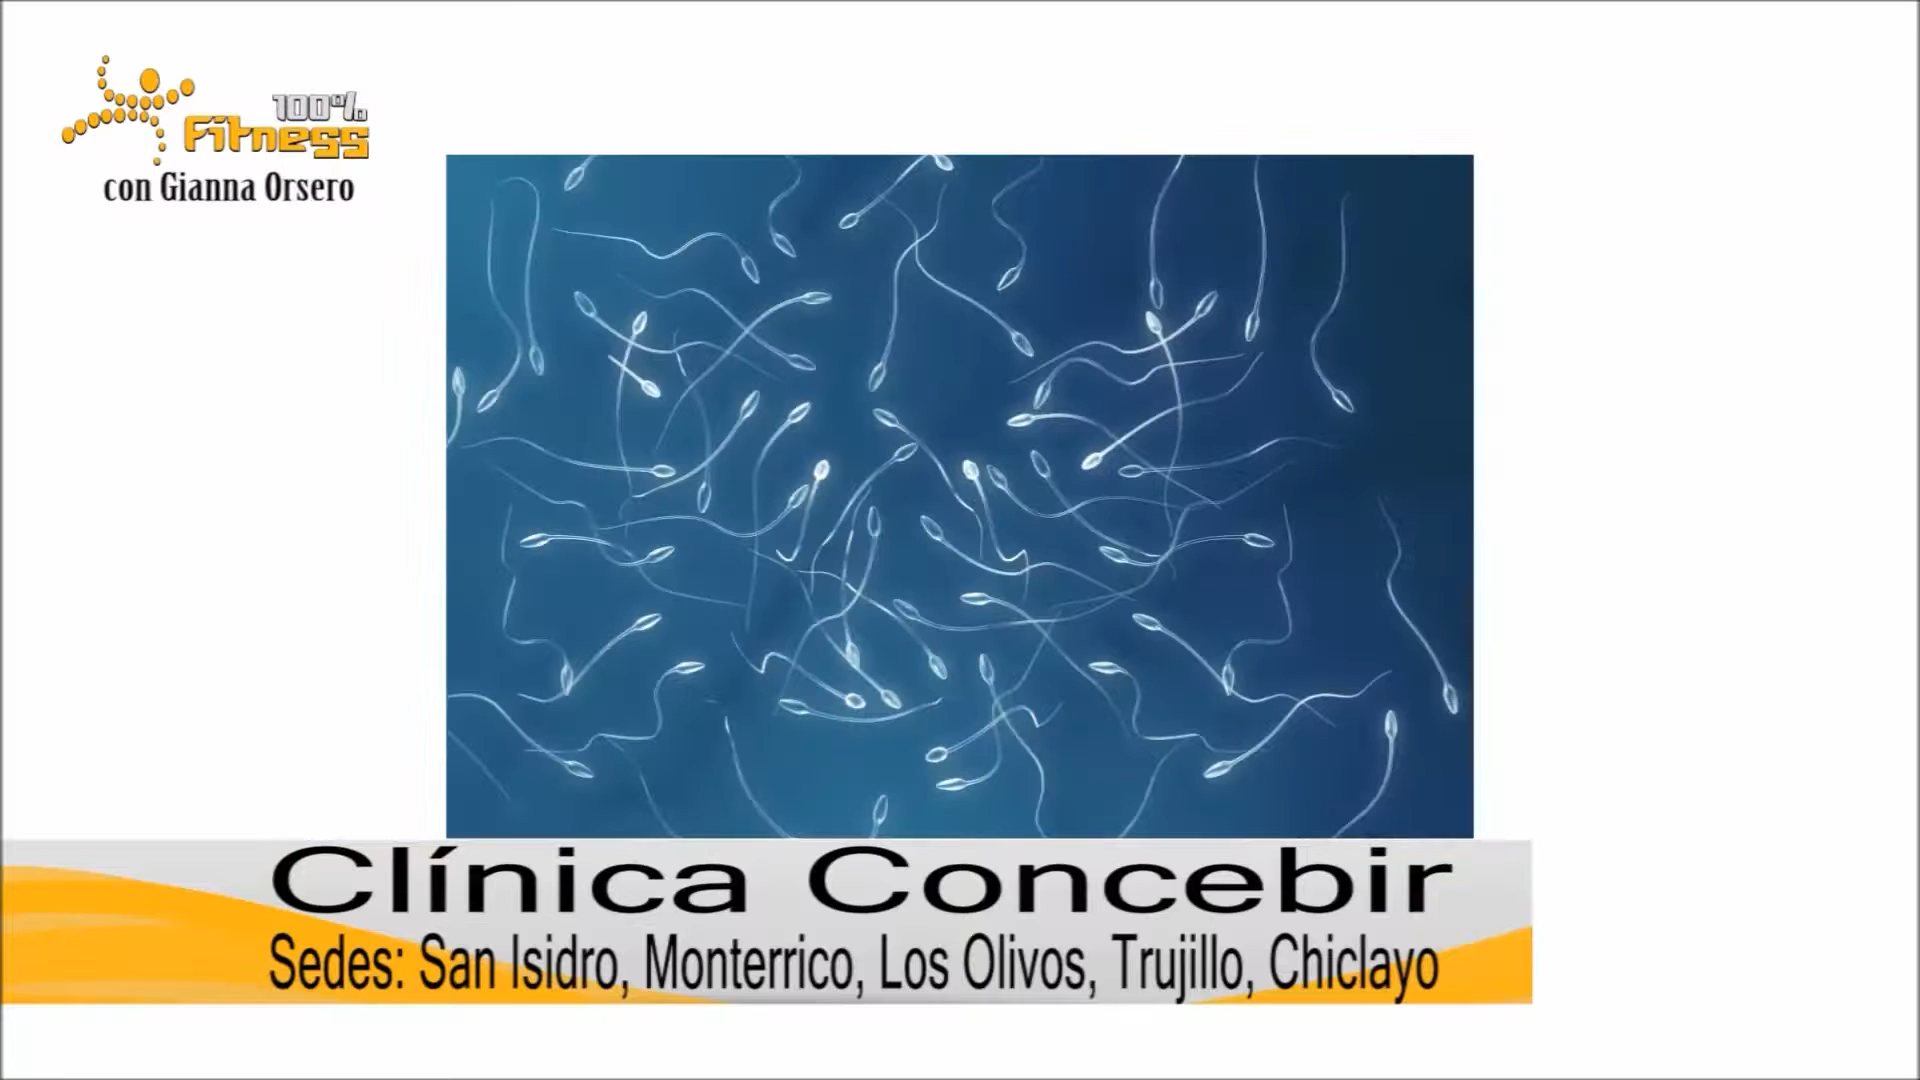 100%
Fitness
con Gianna Orsero
Clínica Concebir
Sedes: San Isidro, Monterrico, Los Olivos, Trujillo, Chiclayo